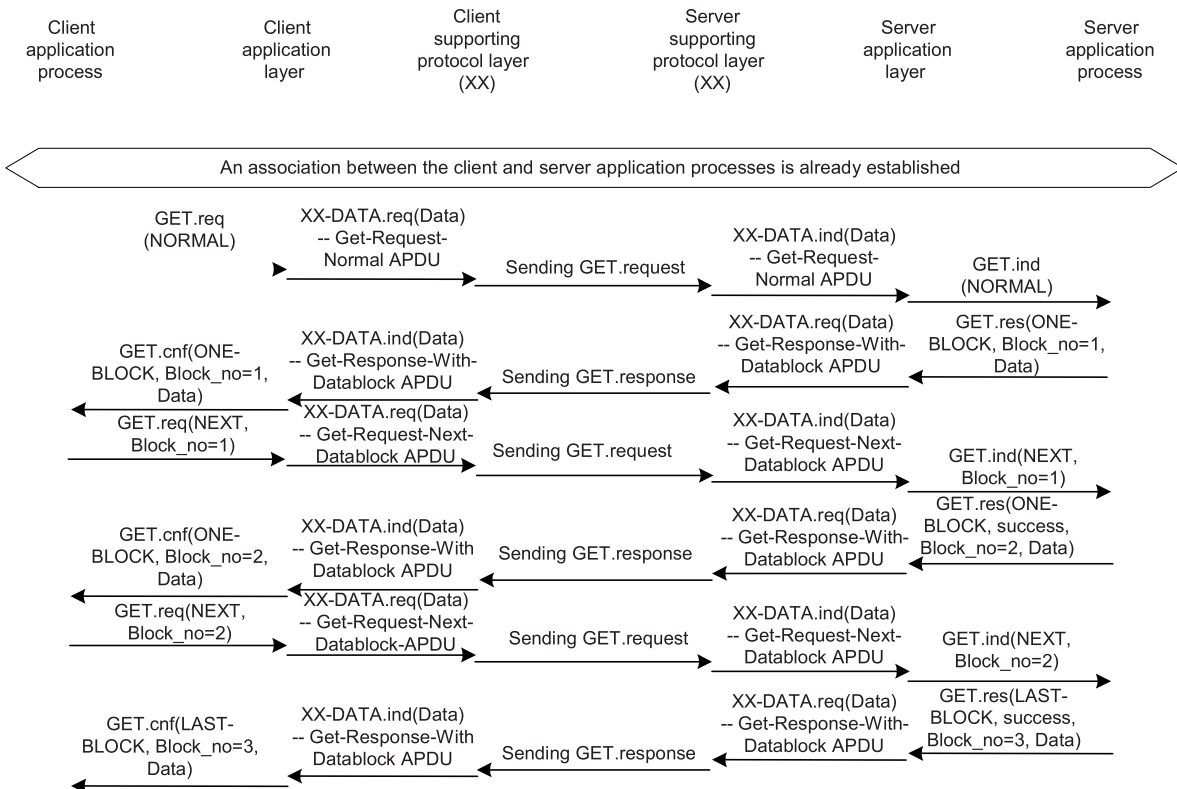 Client
application
process
Client
application
layer
Client
supporting
protocol layer
(XX)
Server
supporting
protocol layer
(XX)
Server
application
layer
Server
application
process
An association between the client and server application processes is already established
GET.req
(NORMAL)
XX-DATA.req(Data)
-- Get-Request-
Normal APDU
Sending GET.request
XX-DATA.ind(Data)
-- Get-Request-
Normal APDU
GET.ind
(NORMAL)
GET.res(ONE-
BLOCK, Block_no=1,
Data)
XX-DATA.req(Data)
-- Get-Response-With-
Datablock APDU
Sending GET.response
XX-DATA.ind(Data)
-- Get-Response-With-
Datablock APDU
GET.cnf(ONE-
BLOCK, Block_no=1,
Data)
GET.req(NEXT,
Block_no=1)
XX-DATA.req(Data)
-- Get-Request-Next-
Datablock APDU
Sending GET.request
XX-DATA.ind(Data)
-- Get-Request-Next-
Datablock APDU
GET.ind(NEXT,
Block_no=1)
GET.res(ONE-
BLOCK, success,
Block_no=2, Data)
XX-DATA.req(Data)
-- Get-Response-With-
Datablock APDU
Sending GET.response
XX-DATA.ind(Data)
-- Get-Response-With
Datablock APDU
GET.cnf(ONE-
BLOCK, Block_no=2,
Data)
GET.req(NEXT,
Block_no=2)
XX-DATA.req(Data)
-- Get-Request-Next-
Datablock-APDU
Sending GET.request
XX-DATA.ind(Data)
-- Get-Request-Next-
Datablock APDU
GET.ind(NEXT,
Block_no=2)
GET.res(LAST-
BLOCK, success,
Block_no=3, Data)
XX-DATA.req(Data)
-- Get-Response-With-
Datablock APDU
Sending GET.response
XX-DATA.ind(Data)
-- Get-Response-With
Datablock APDU
GET.cnf(LAST-
BLOCK, Block_no=3,
Data)